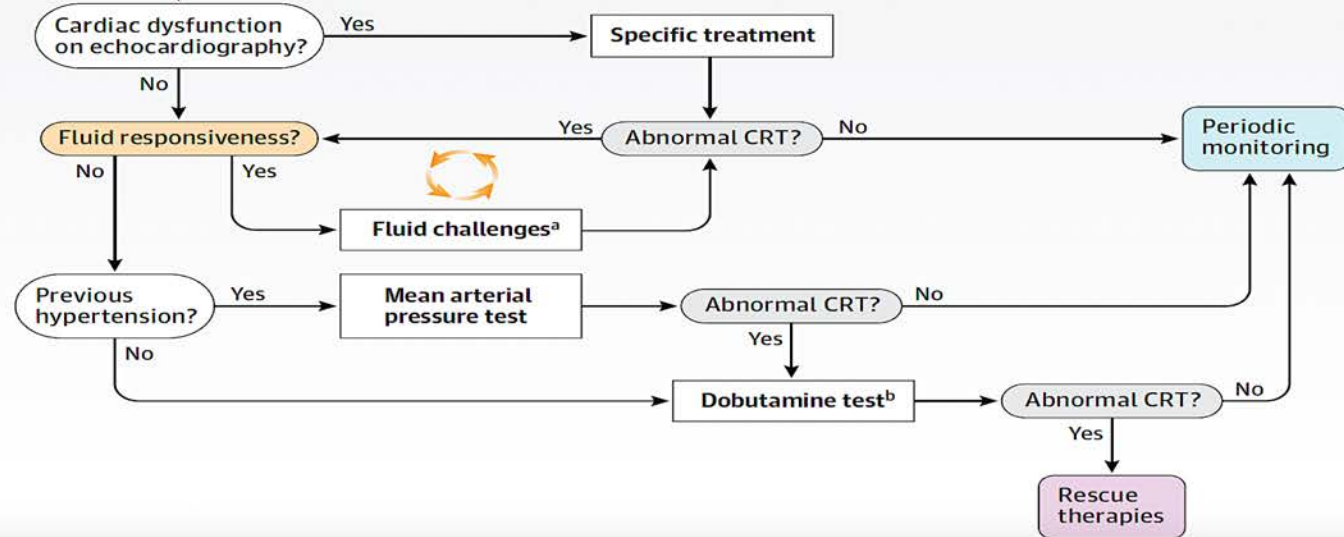 Cardiac dysfunction
on echocardiography?
Yes
Specific treatment
No
Fluid responsiveness?
Yes
Abnormal CRT?
No
Periodic
monitoring
No
Yes
Fluid challengesᵃ
Previous
hypertension?
Yes
Mean arterial
pressure test
Abnormal CRT?
No
Yes
No
Dobutamine testᵇ
Abnormal CRT?
No
Yes
Rescue
therapies